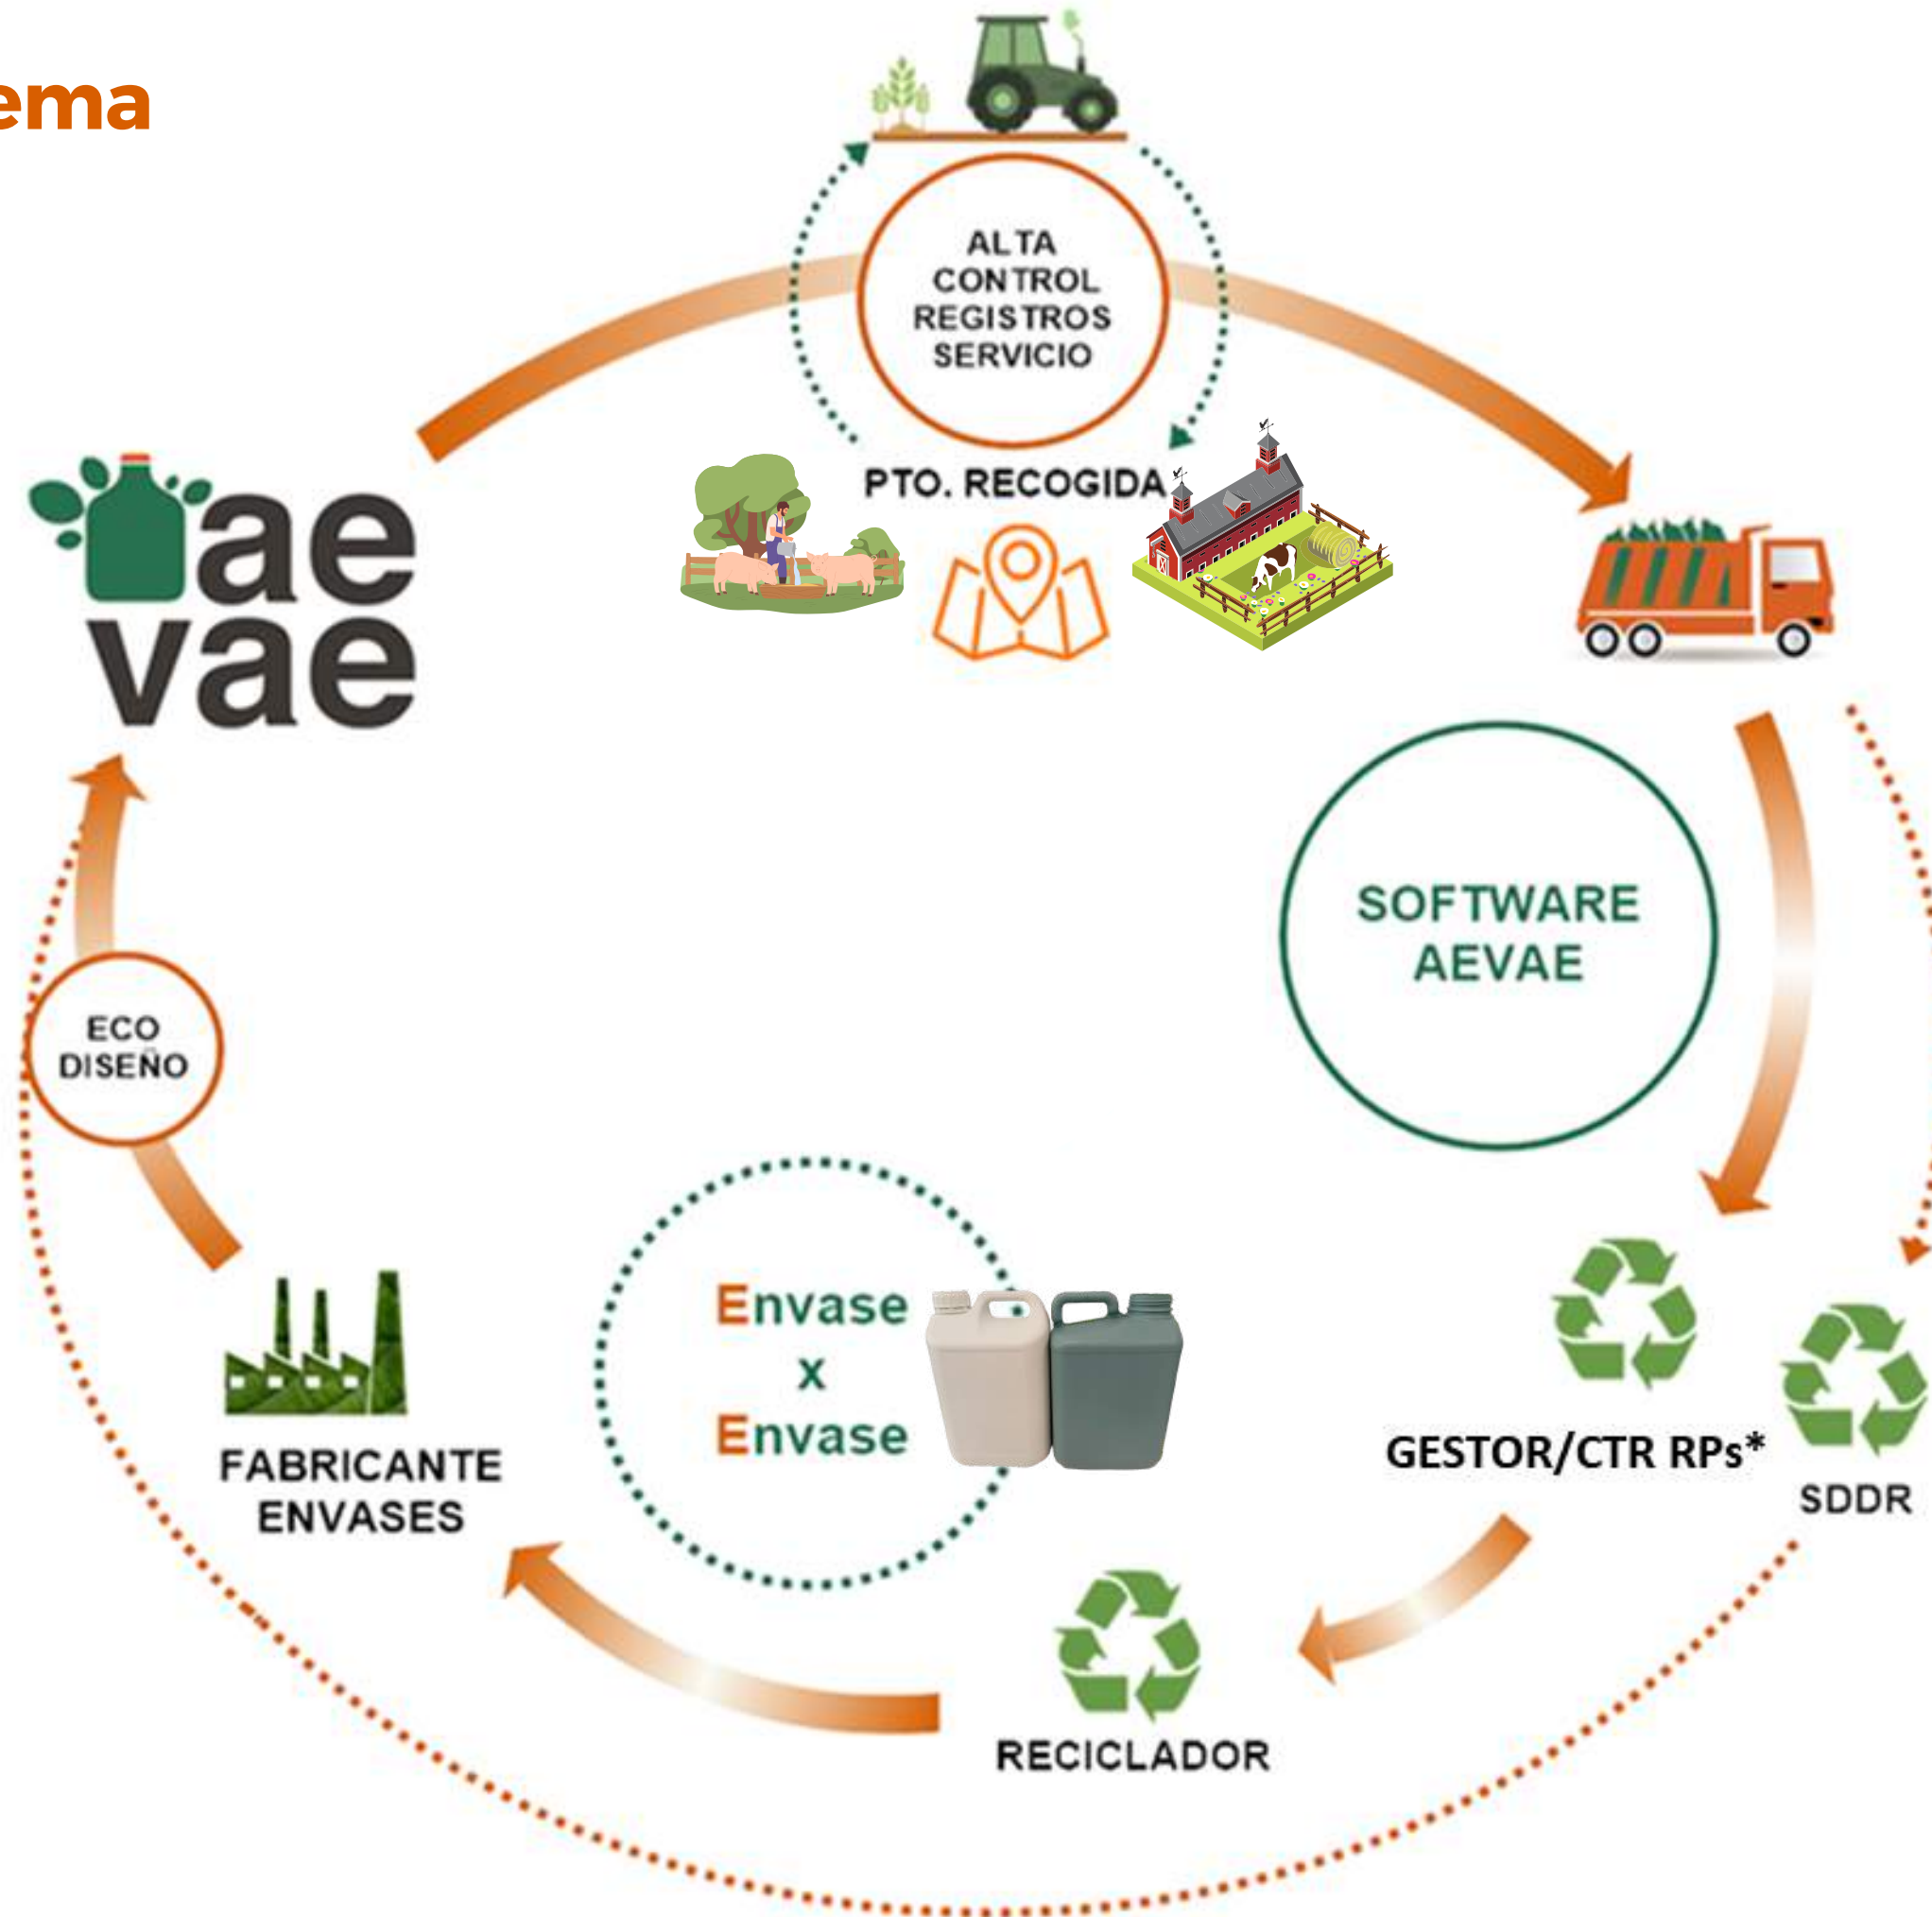 ema
ALTA
CONTROL
REGISTROS
SERVICIO
PTO. RECOGIDA
ae
vae
SOFTWARE
AEVAE
ECO
DISEÑO
Envase
x
Envase
FABRICANTE
ENVASES
GESTOR/CTR RPs*
SDDR
RECICLADOR